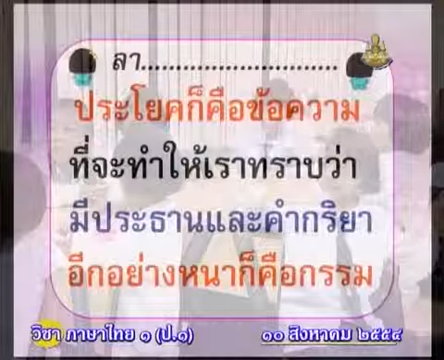 ลา............................
ประโยคก็คือข้อความ
ที่จะทำให้เราทราบว่า
มีประธานและคำกริยา
อีกอย่างหนาก็คือกรรม
วิชา ภาษาไทย ๑ (ป.๑) ๑๐ สิงหาคม ๒๕๕๔